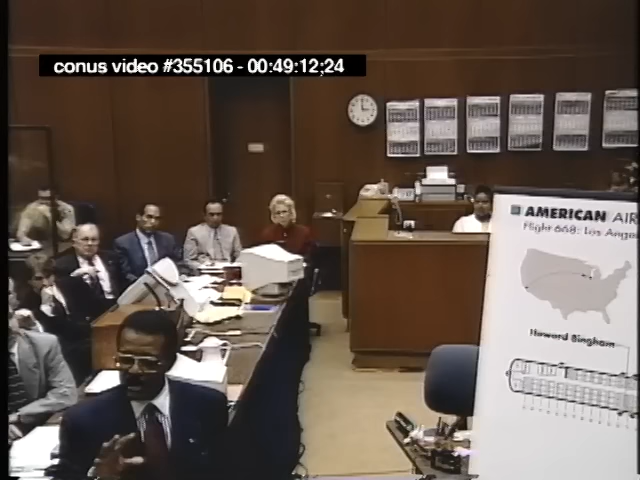 conus video #355106 - 00:49:12;24
AMERICAN AIR
Flight 668: Los Ange
Howard Bingham